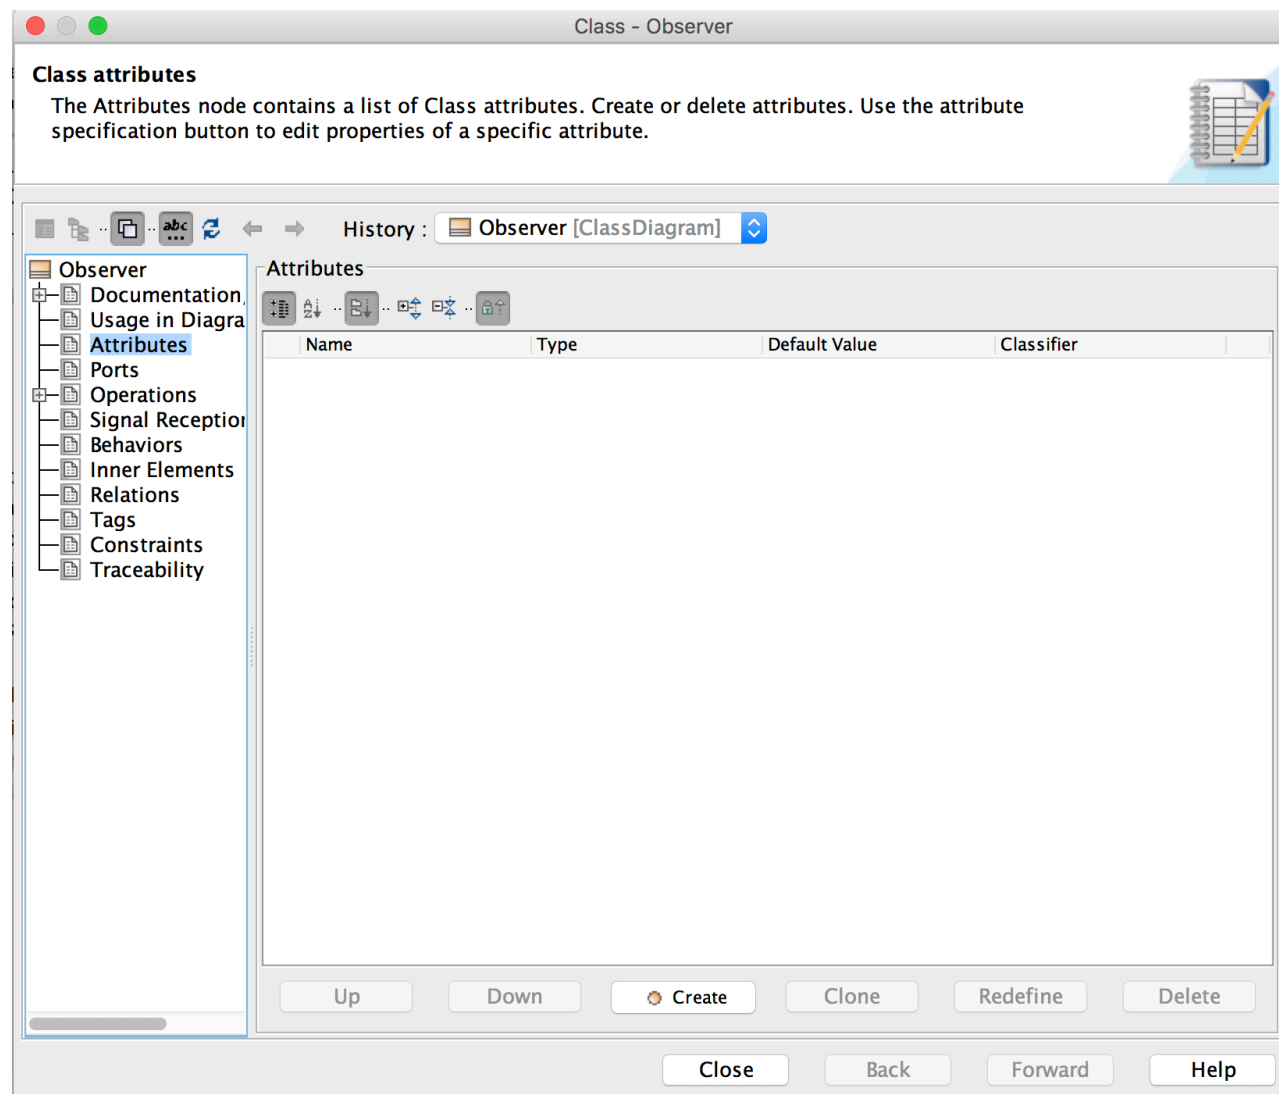 Class - Observer
Class attributes
The Attributes node contains a list of Class attributes. Create or delete attributes. Use the attribute
specification button to edit properties of a specific attribute.
History :
Observer [ClassDiagram]
Observer
Documentation,
Usage in Diagra
Attributes
Ports
Operations
Signal Reception
Behaviors
Inner Elements
Relations
Tags
Constraints
Traceability
Attributes
Name Type Default Value Classifier
Up Down Create Clone Redefine Delete
Close Back Forward Help